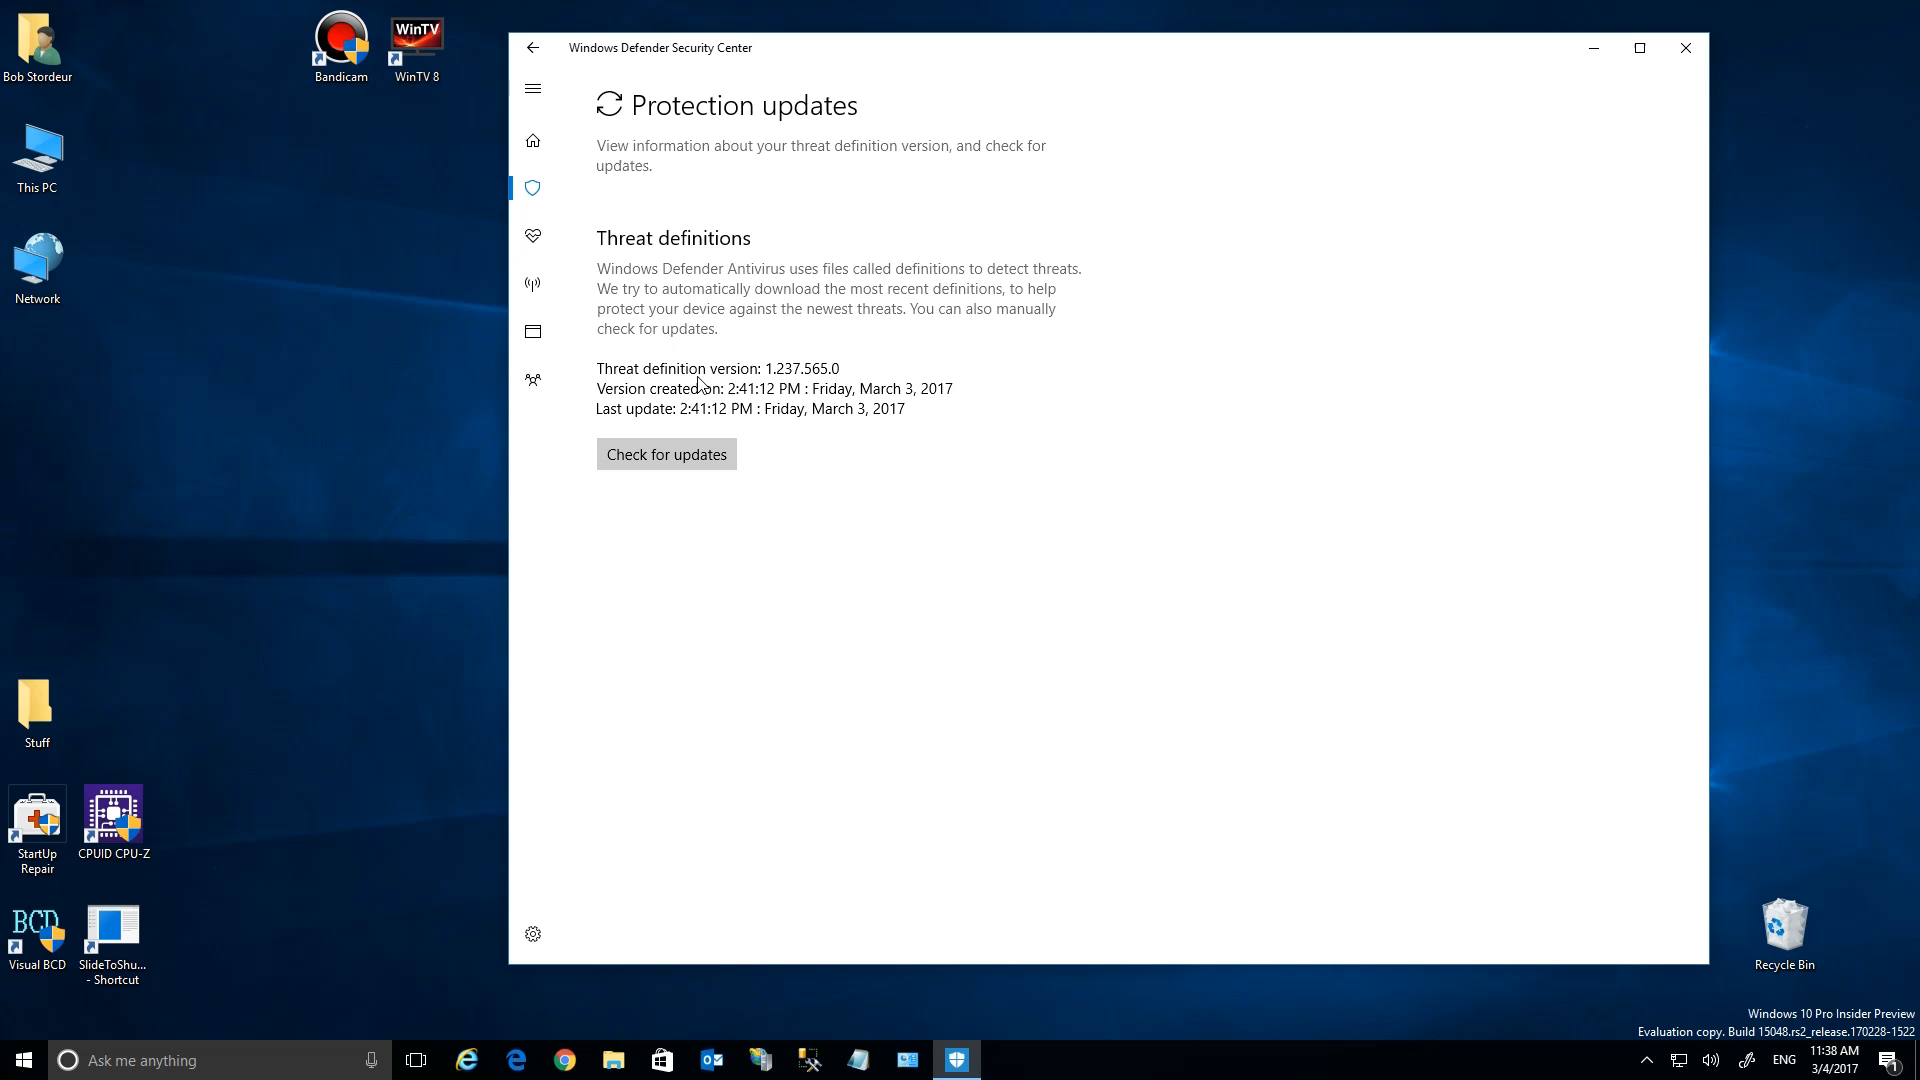 Bob Stordeur
Bandicam
WinTV
WinTV 8
This PC
Network
Stuff
StartUp
Repair
CPUID CPU-Z
BCD
Visual BCD
SlideToShu...
- Shortcut
Windows Defender Security Center
Protection updates
View information about your threat definition version, and check for
updates.
Threat definitions
Windows Defender Antivirus uses files called definitions to detect threats.
We try to automatically download the most recent definitions, to help
protect your device against the newest threats. You can also manually
check for updates.
Threat definition version: 1.237.565.0
Version created on: 2:41:12 PM : Friday, March 3, 2017
Last update: 2:41:12 PM : Friday, March 3, 2017
Check for updates
Recycle Bin
Windows 10 Pro Insider Preview
Evaluation copy. Build 15048.rs2_release.170228-1522
Ask me anything
ENG
11:38 AM
3/4/2017
1